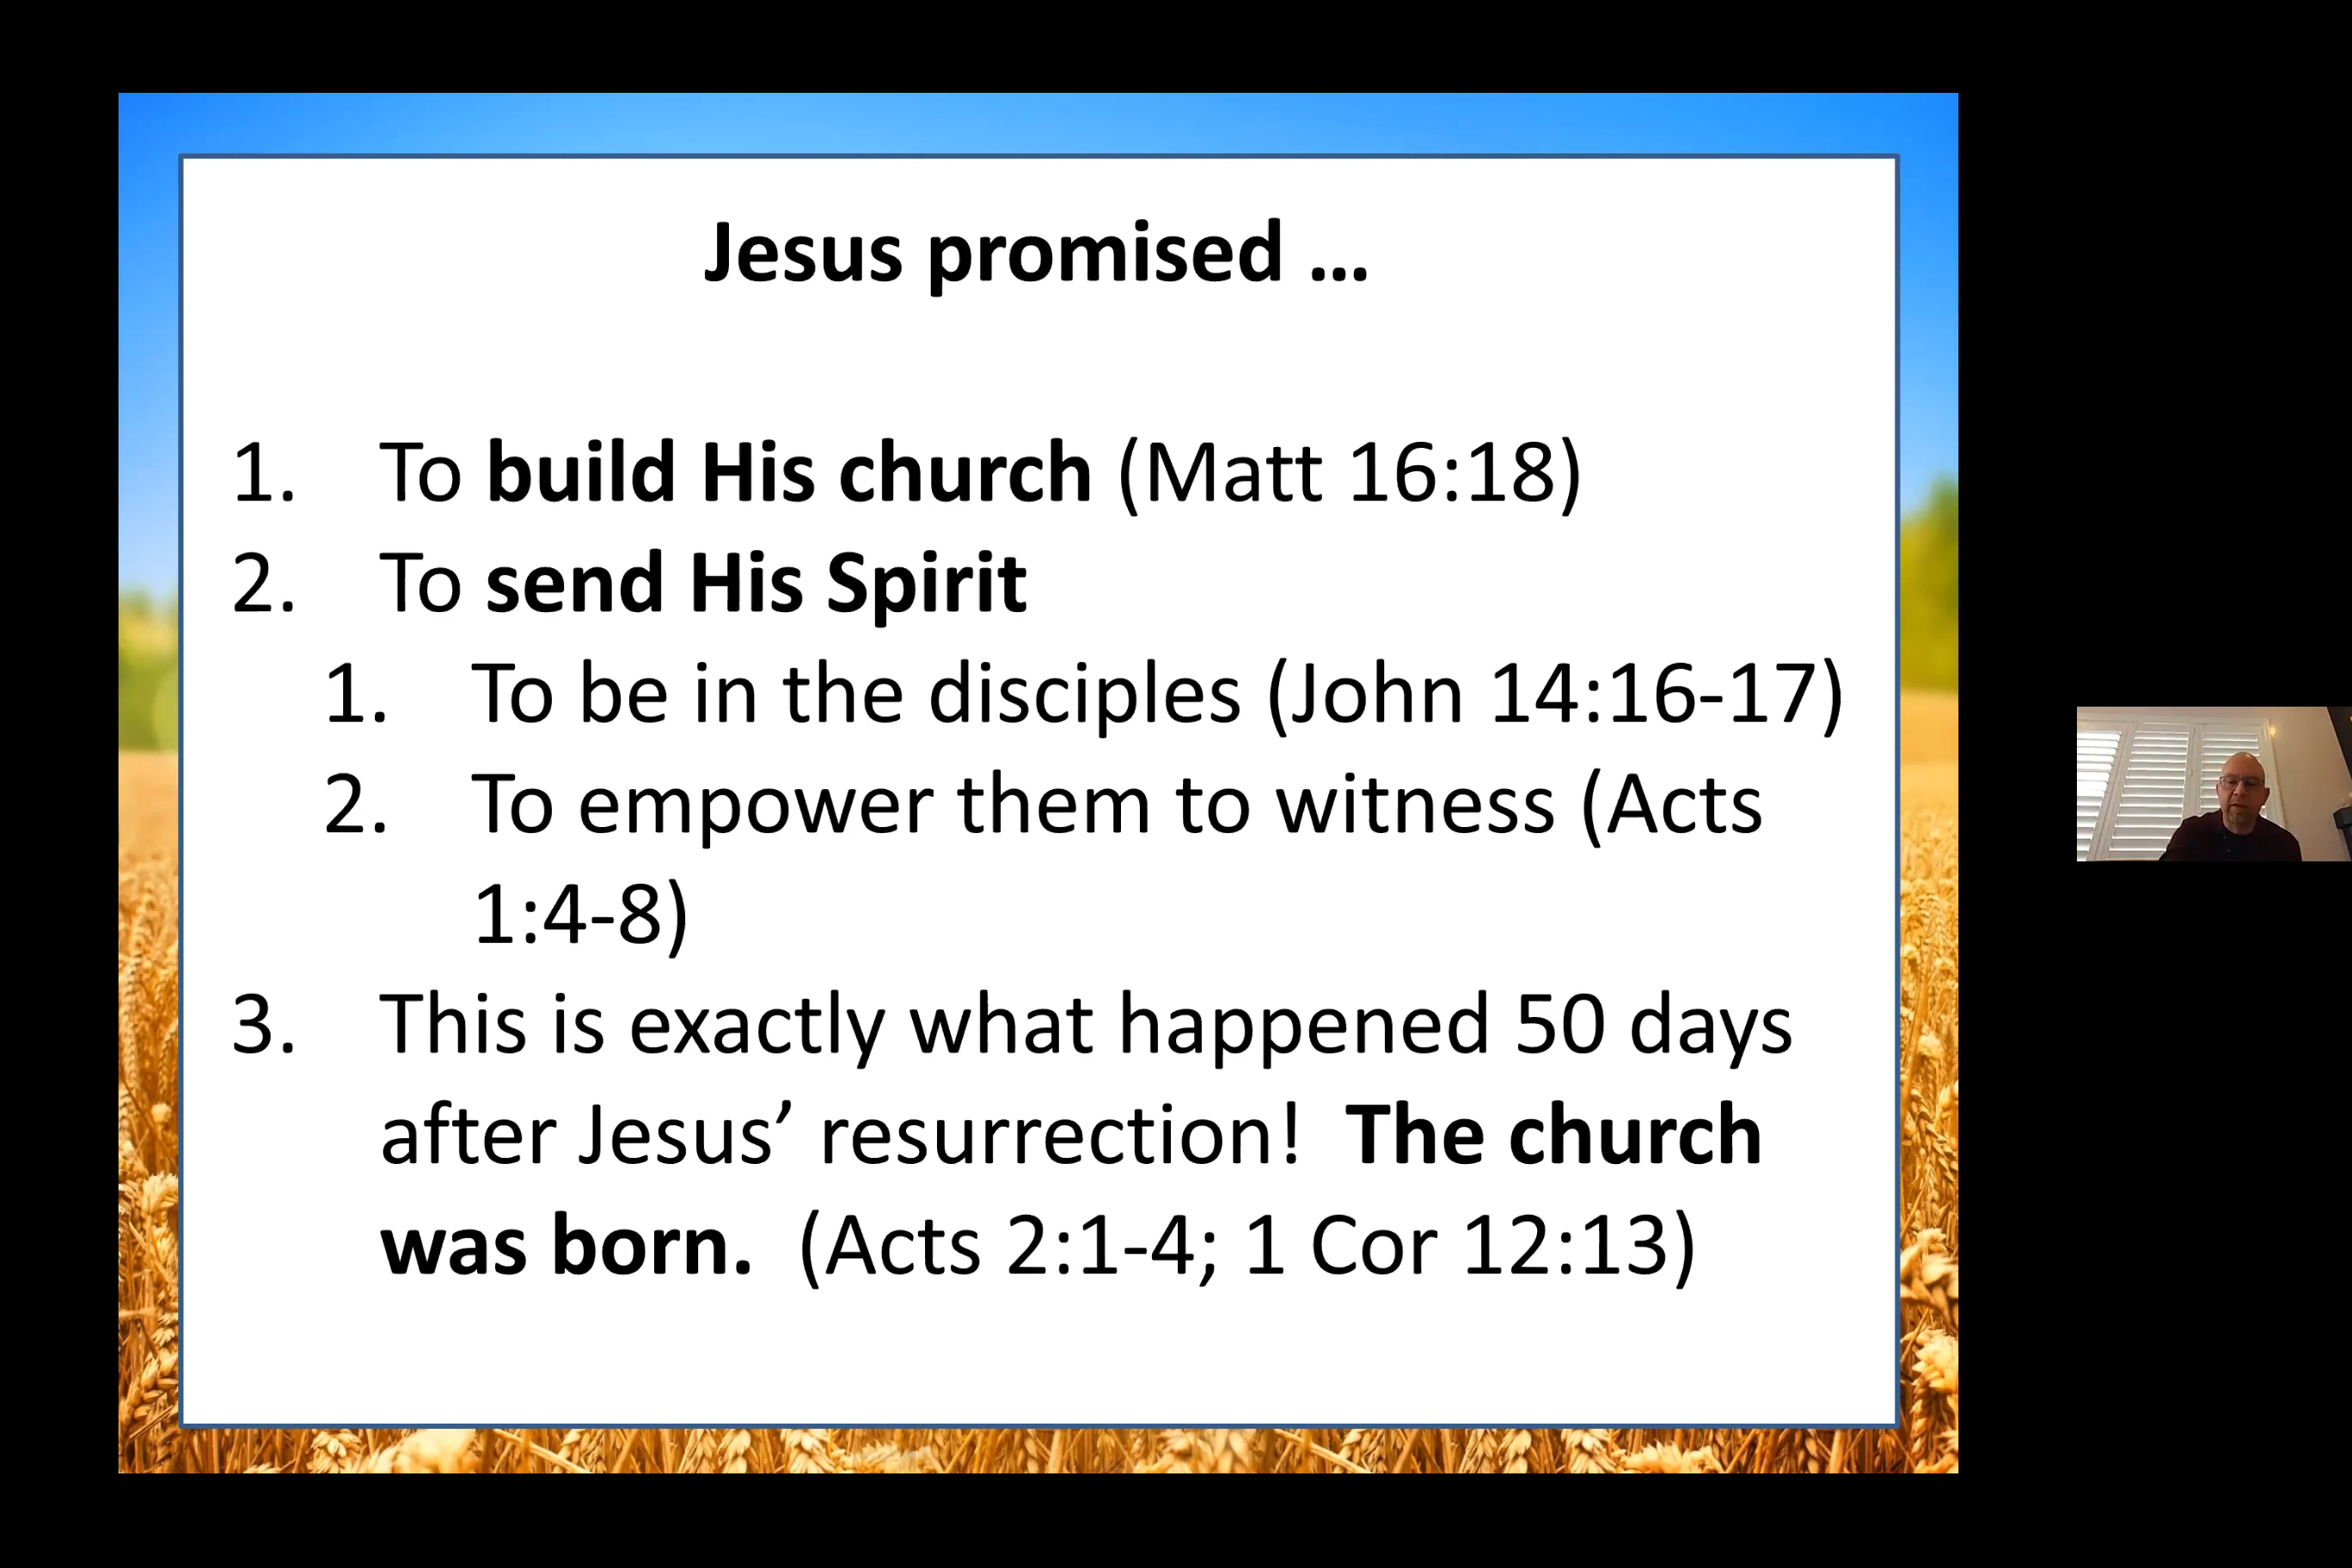 Jesus promised …
1. To build His church (Matt 16:18)
2. To send His Spirit
1. To be in the disciples (John 14:16-17)
2. To empower them to witness (Acts
1:4-8)
3. This is exactly what happened 50 days
after Jesus’ resurrection!  The church
was born.  (Acts 2:1-4; 1 Cor 12:13)